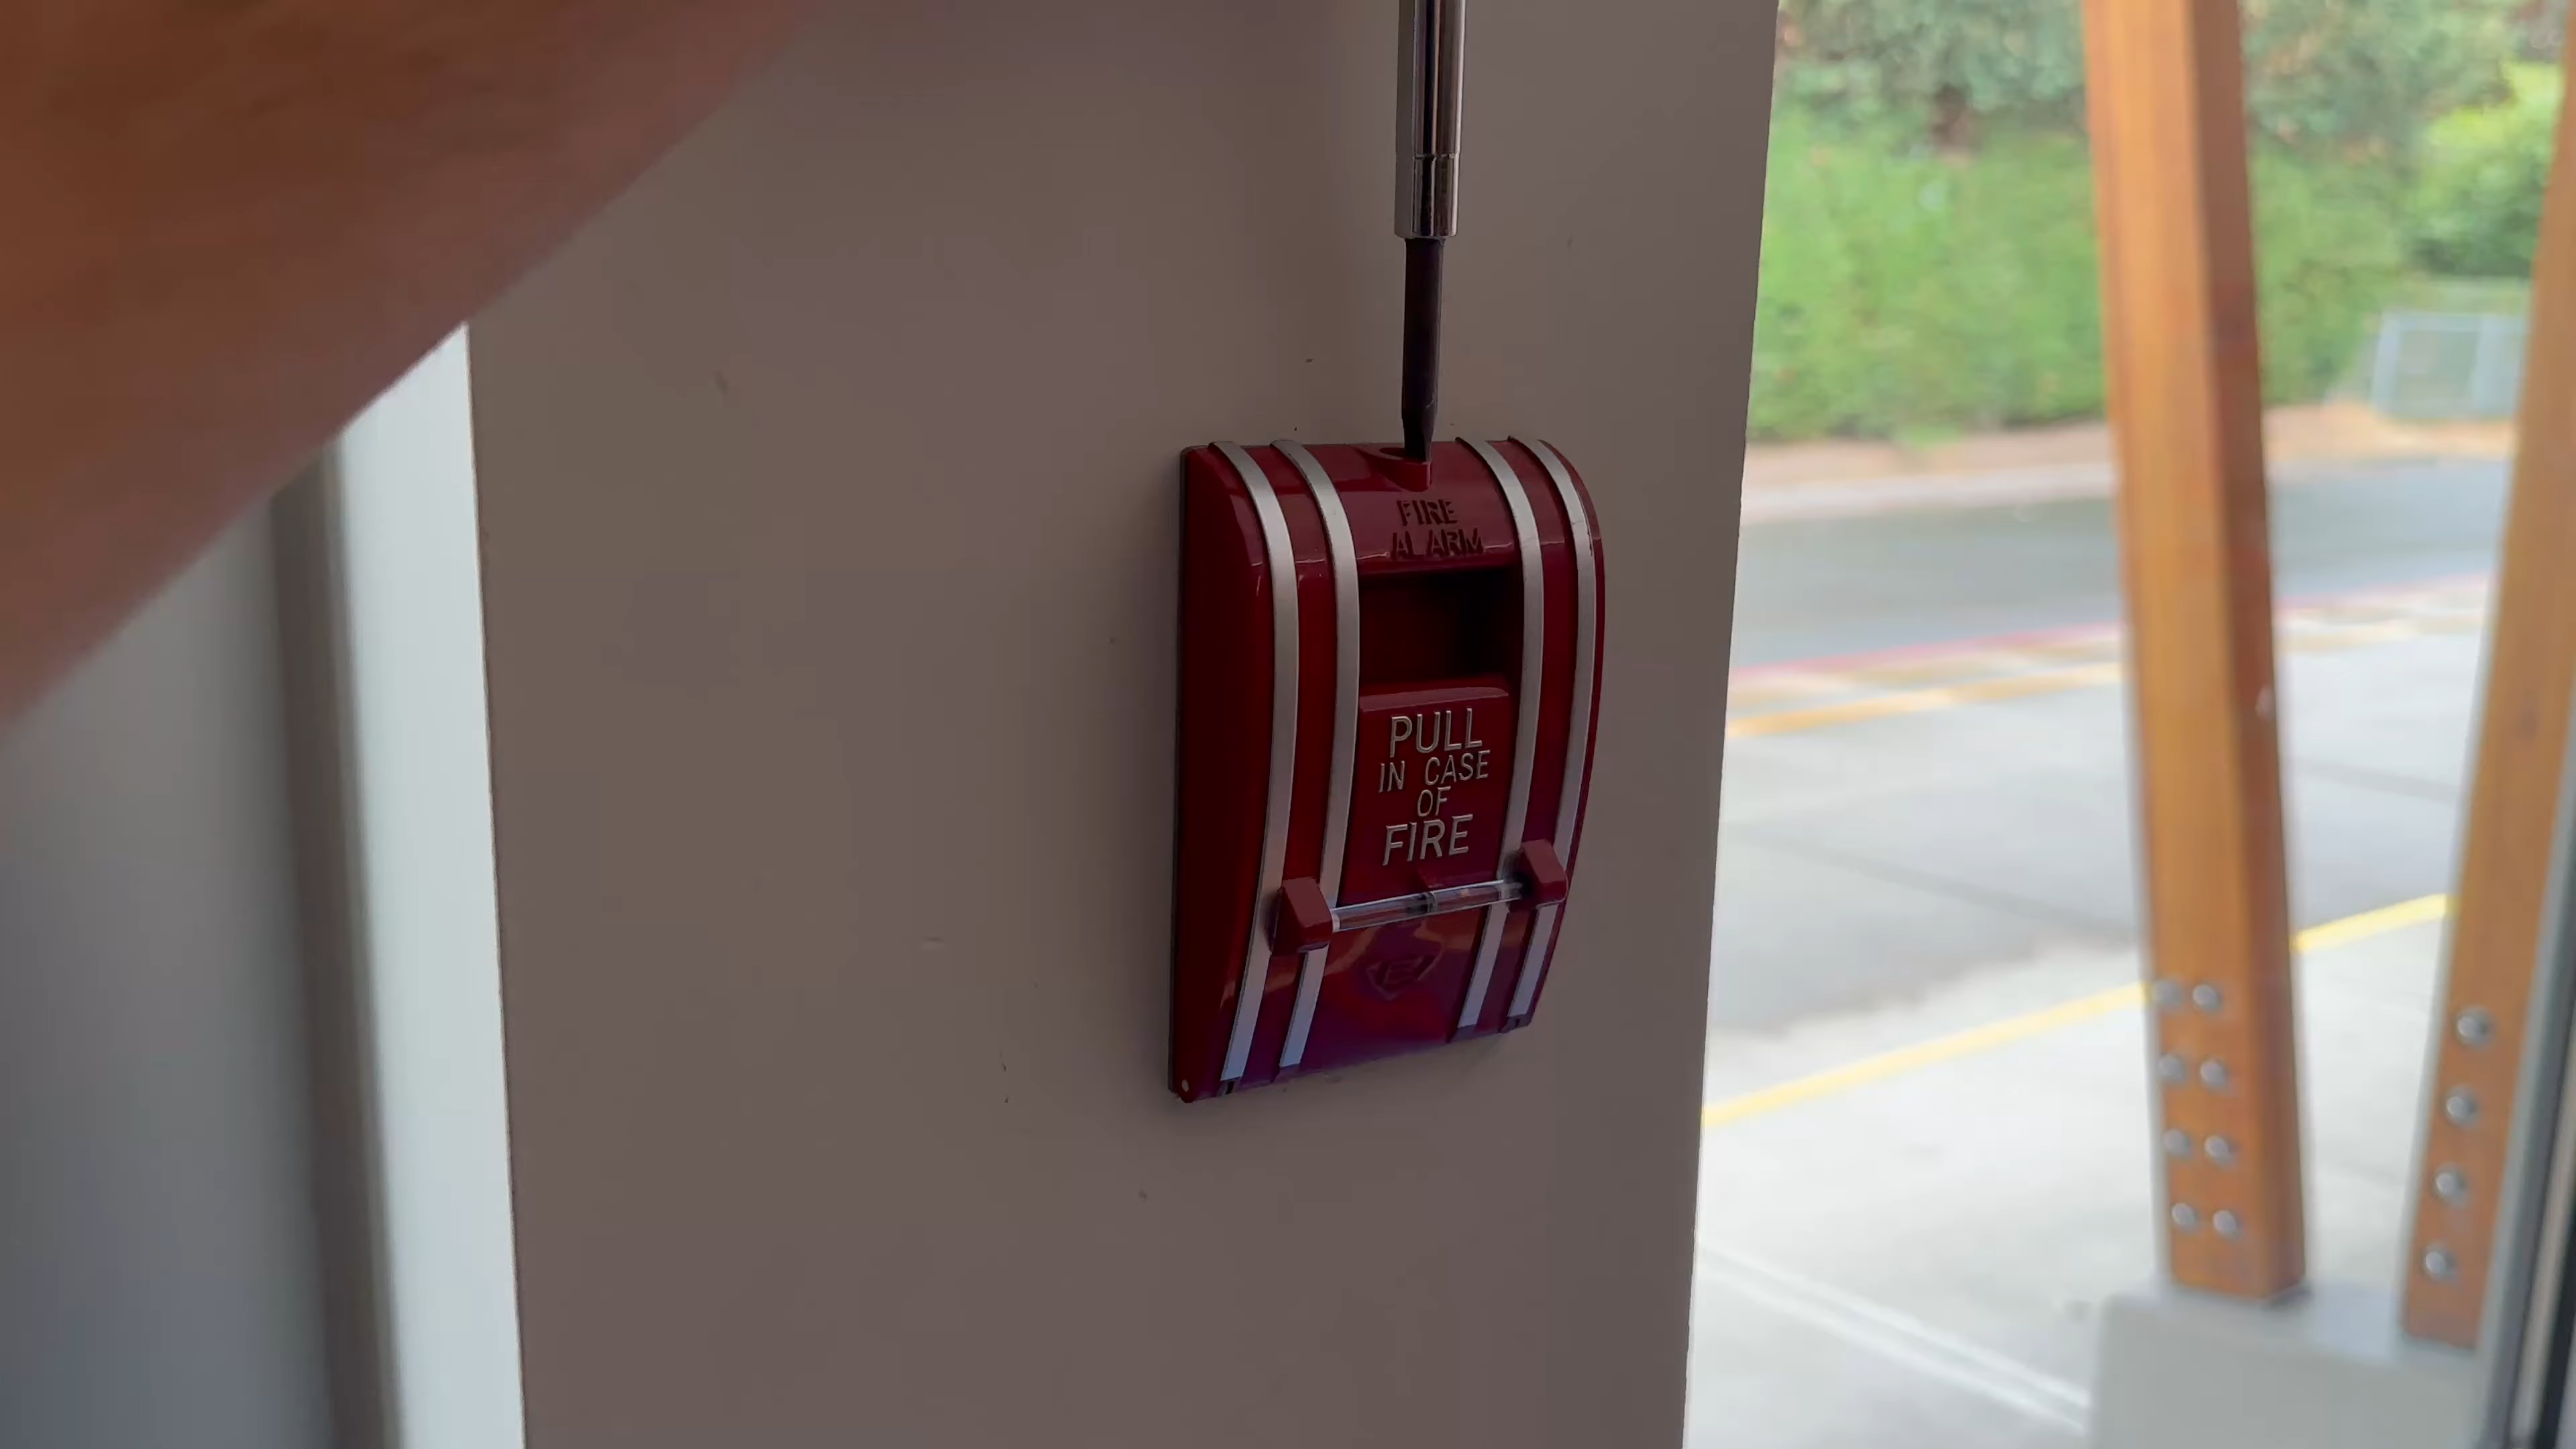 FIRE
ALARM
PULL
IN CASE
OF
FIRE
E